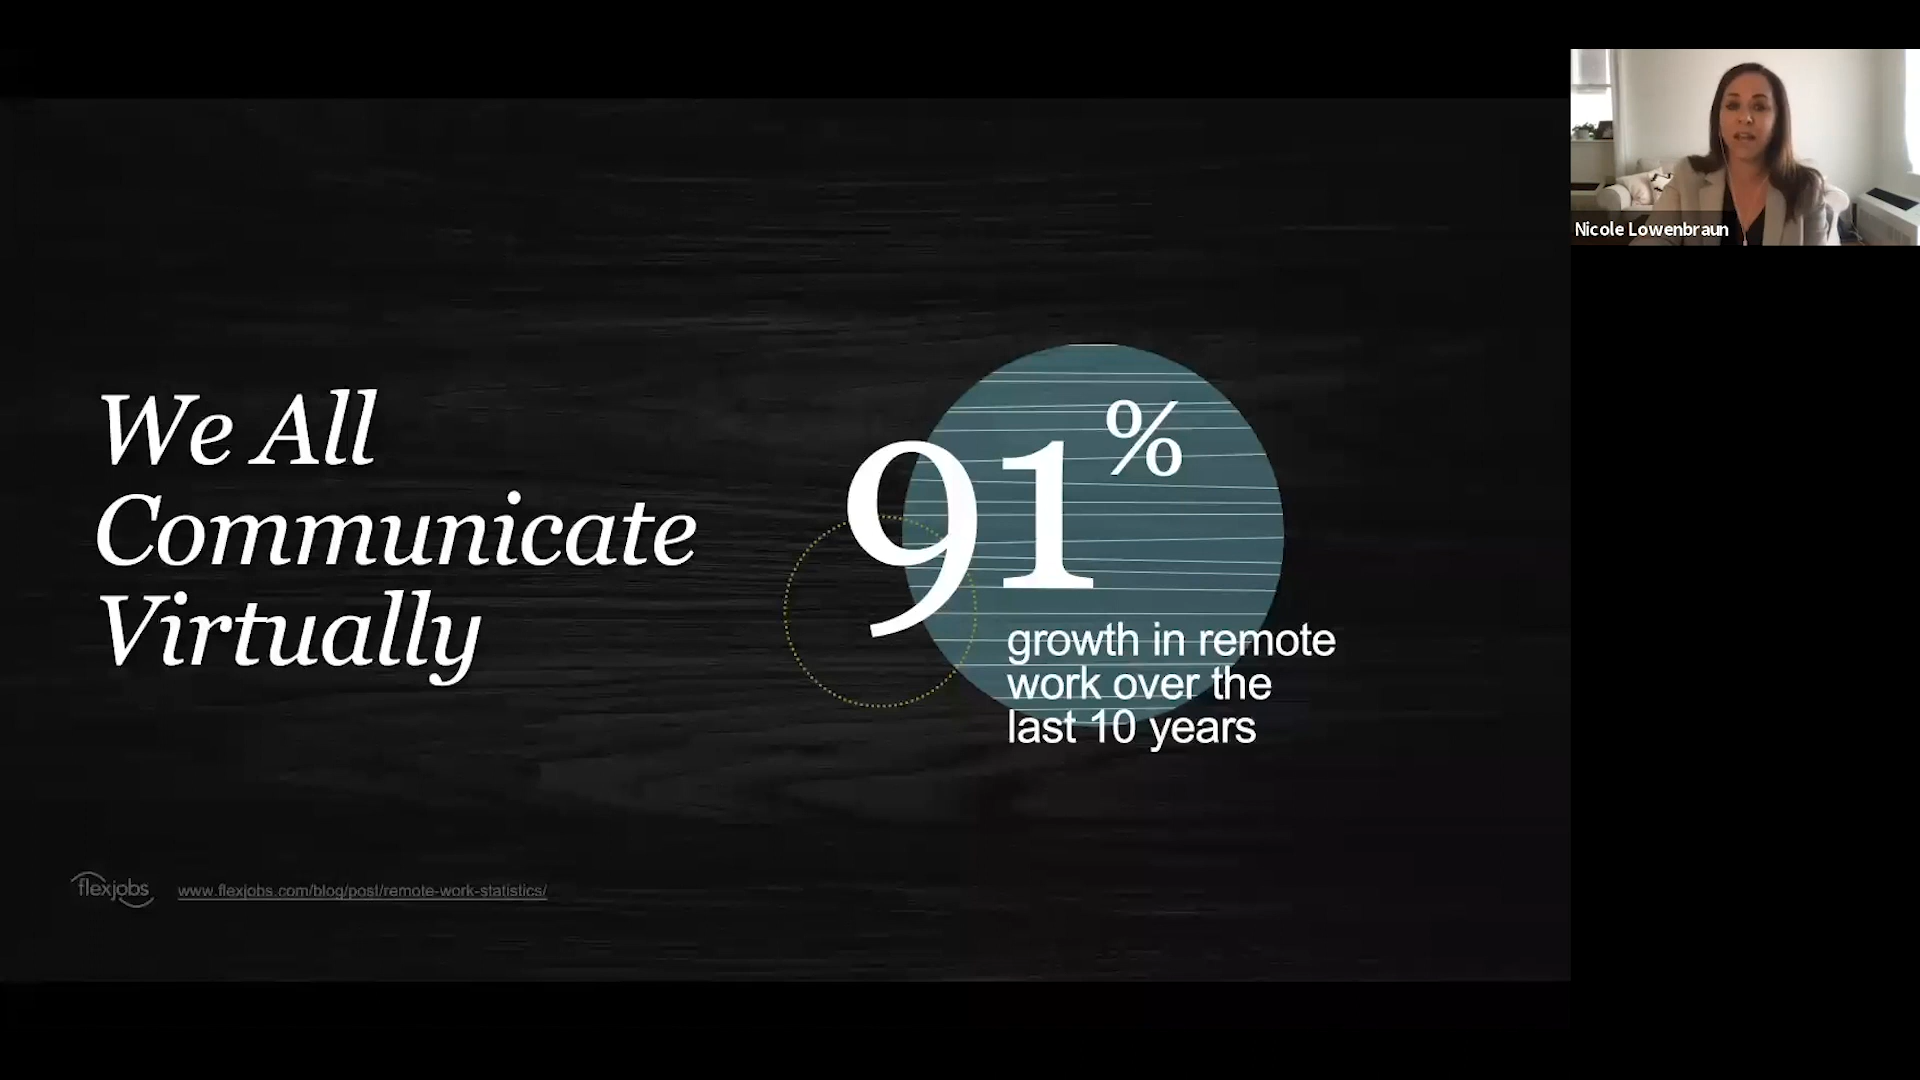 We All
Communicate
Virtually
91%
growth in remote
work over the
last 10 years
flexjobs
www.flexjobs.com/blog/post/remote-work-statistics/
Nicole Lowenbraun